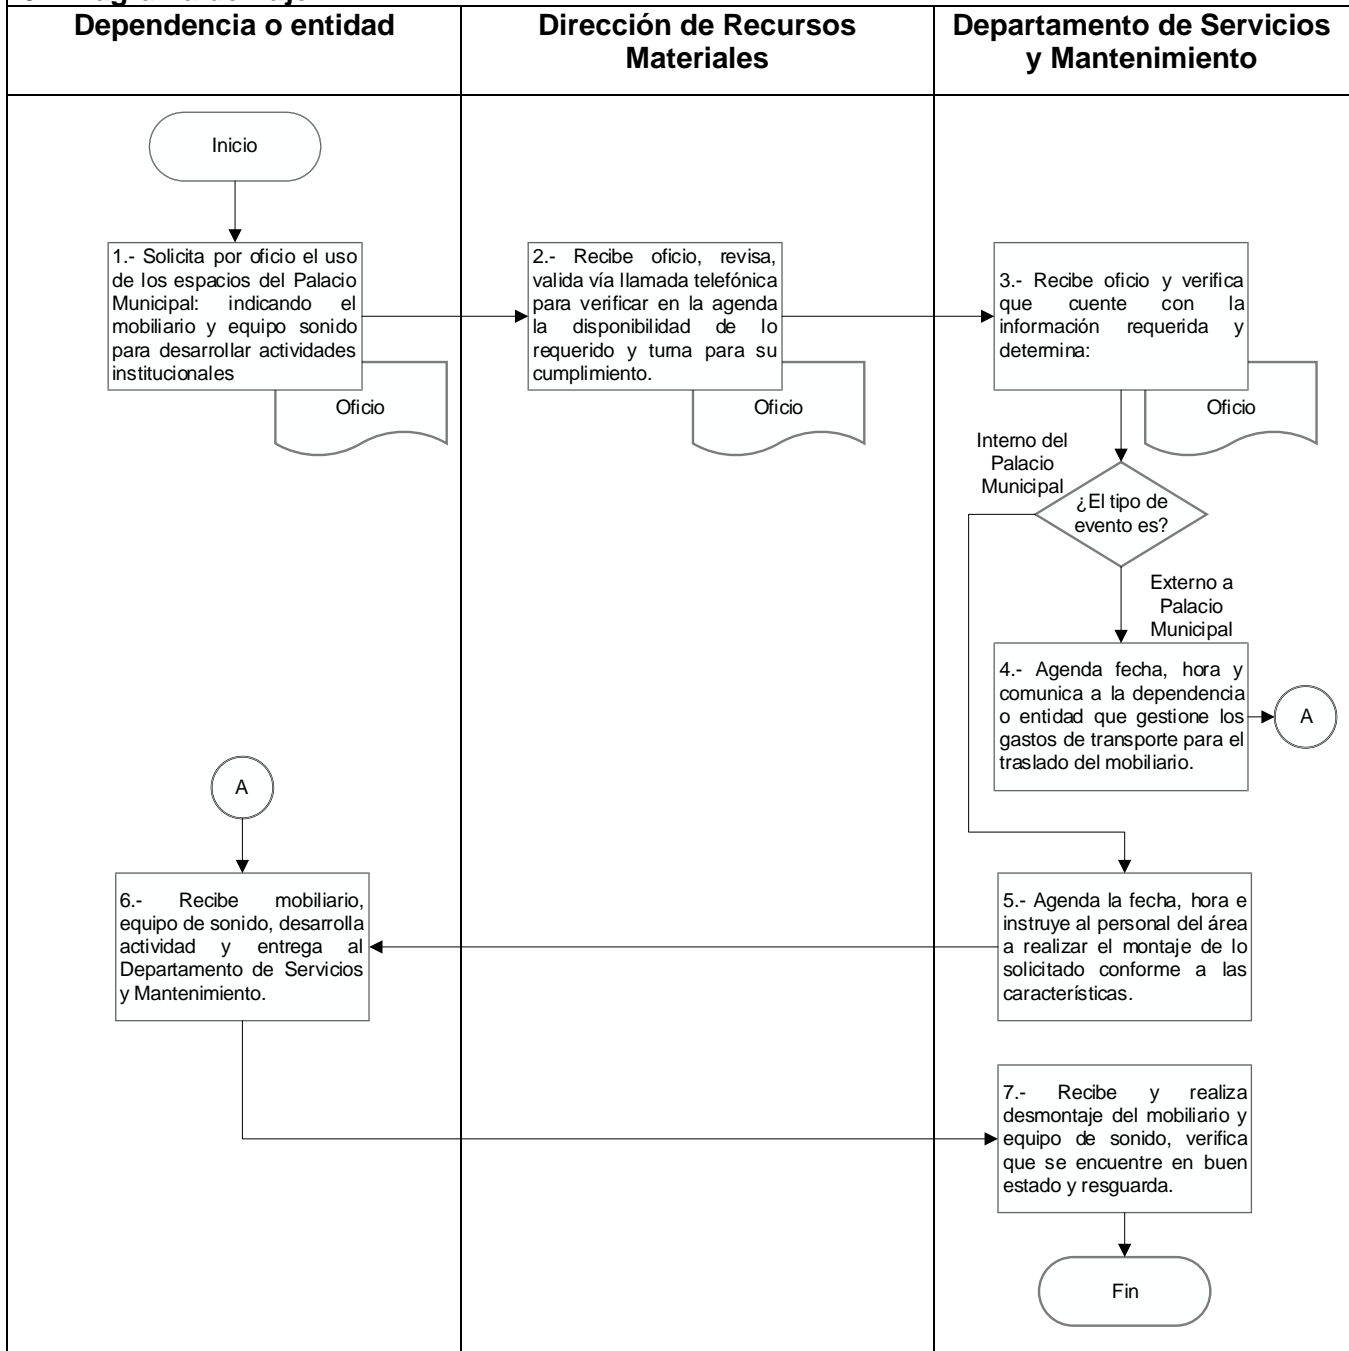 Dependencia o entidad
Dirección de Recursos
Materiales
Departamento de Servicios
y Mantenimiento
Inicio
1.- Solicita por oficio el uso
de los espacios del Palacio
Municipal: indicando el
mobiliario y equipo sonido
para desarrollar actividades
institucionales
Oficio
2.- Recibe oficio, revisa,
valida vía llamada telefónica
para verificar en la agenda
la disponibilidad de lo
requerido y turna para su
cumplimiento.
Oficio
3.- Recibe oficio y verifica
que cuente con la
información requerida y
determina:
Oficio
Interno del
Palacio
Municipal
¿El tipo de
evento es?
Externo a
Palacio
Municipal
4.- Agenda fecha, hora y
comunica a la dependencia
o entidad que gestione los
gastos de transporte para el
traslado del mobiliario.
A
A
5.- Agenda la fecha, hora e
instruye al personal del área
a realizar el montaje de lo
solicitado conforme a las
características.
6.- Recibe mobiliario,
equipo de sonido, desarrolla
actividad y entrega al
Departamento de Servicios
y Mantenimiento.
7.- Recibe y realiza
desmontaje del mobiliario y
equipo de sonido, verifica
que se encuentre en buen
estado y resguarda.
Fin